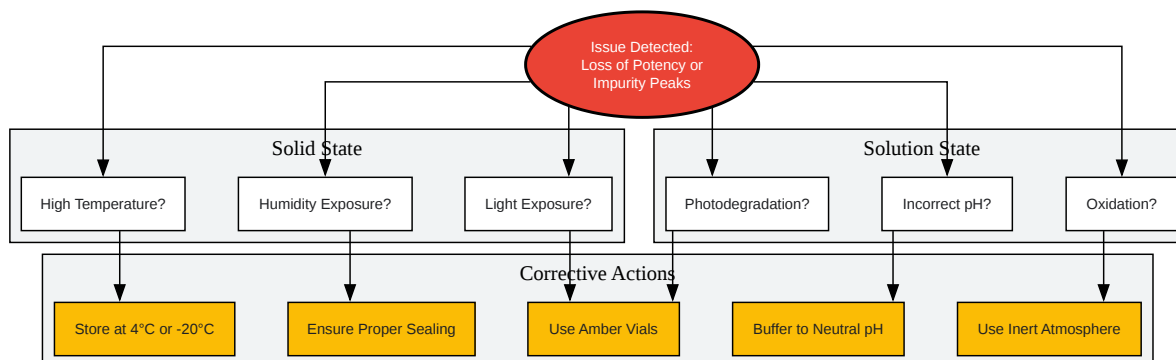 Issue Detected:
Loss of Potency or
Impurity Peaks
Solid State
Solution State
High Temperature?
Humidity Exposure?
Light Exposure?
Photodegradation?
Incorrect pH?
Oxidation?
Corrective Actions
Store at 4°C or -20°C
Ensure Proper Sealing
Use Amber Vials
Buffer to Neutral pH
Use Inert Atmosphere